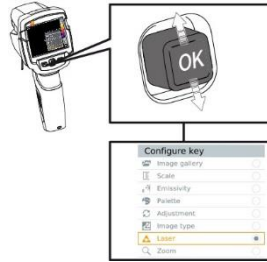 OK
Configure key
Image gallery
Scale
Emissivity
Palette
Adjustment
Image type
Laser
Zoom